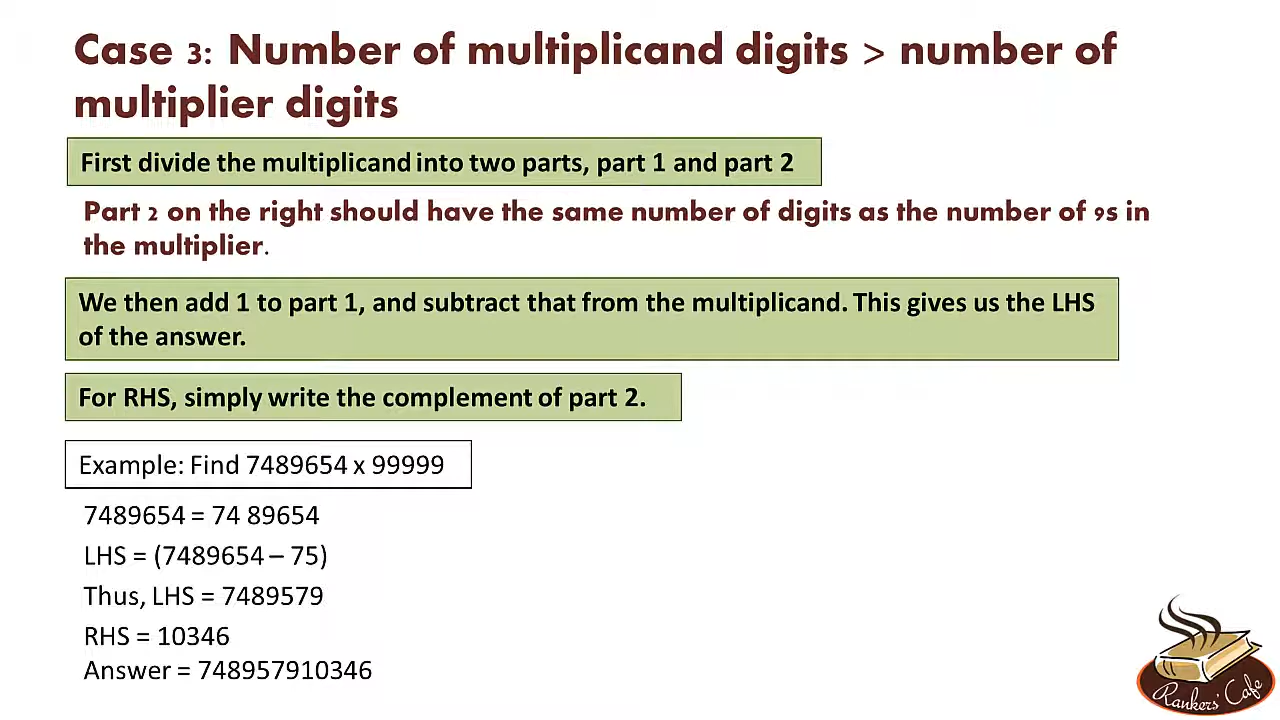 Case 3: Number of multiplicand digits > number of
multiplier digits
First divide the multiplicand into two parts, part 1 and part 2
Part 2 on the right should have the same number of digits as the number of 9s in
the multiplier.
We then add 1 to part 1, and subtract that from the multiplicand. This gives us the LHS
of the answer.
For RHS, simply write the complement of part 2.
Example: Find 7489654 x 99999
7489654 = 74 89654
LHS = (7489654 – 75)
Thus, LHS = 7489579
RHS = 10346
Answer = 748957910346
Rankers' Cafe